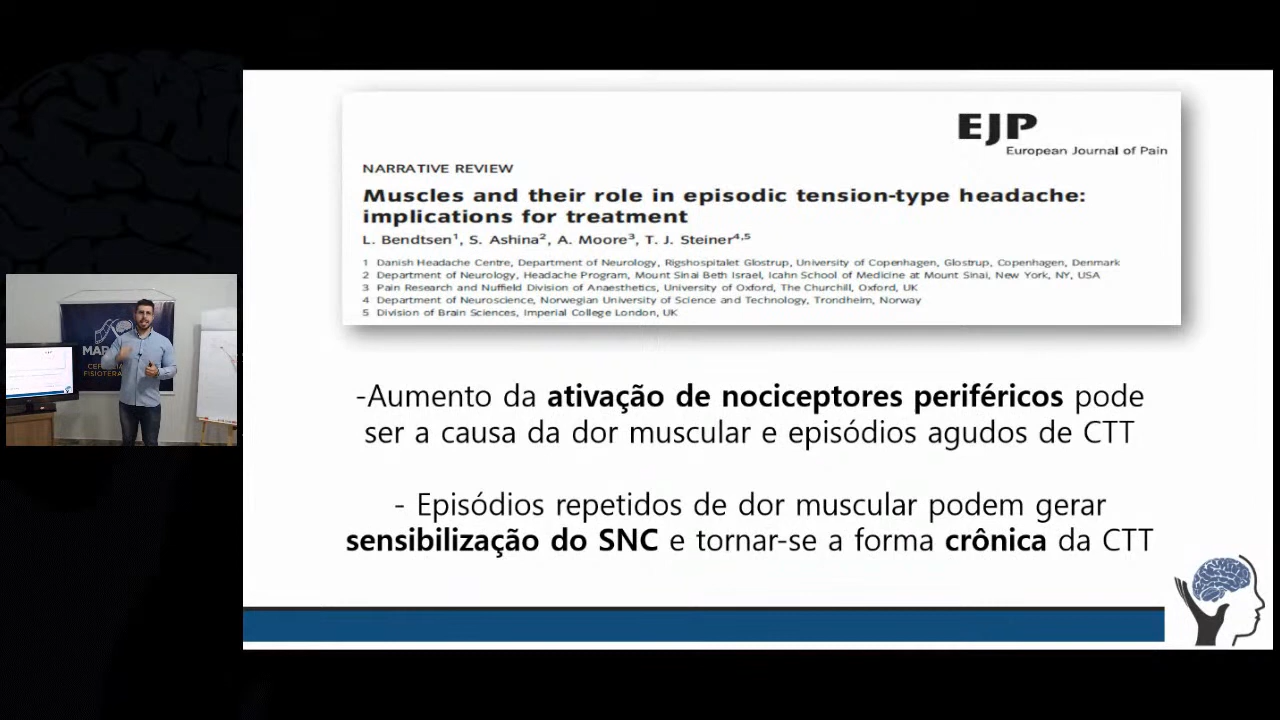 EJP
European Journal of Pain
NARRATIVE REVIEW
Muscles and their role in episodic tension-type headache:
implications for treatment
L. Bendtsen¹, S. Ashina², A. Moore³, T. J. Steiner⁴,⁵
1 Danish Headache Centre, Department of Neurology, Rigshospitalet Glostrup, University of Copenhagen, Glostrup, Copenhagen, Denmark
2 Department of Neurology, Headache Program, Mount Sinai Beth Israel, Icahn School of Medicine at Mount Sinai, New York, NY, USA
3 Pain Research and Nuffield Division of Anaesthetics, University of Oxford, The Churchill, Oxford, UK
4 Department of Neuroscience, Norwegian University of Science and Technology, Trondheim, Norway
5 Division of Brain Sciences, Imperial College London, UK
-Aumento da ativação de nociceptores periféricos pode
ser a causa da dor muscular e episódios agudos de CTT
- Episódios repetidos de dor muscular podem gerar
sensibilização do SNC e tornar-se a forma crônica da CTT